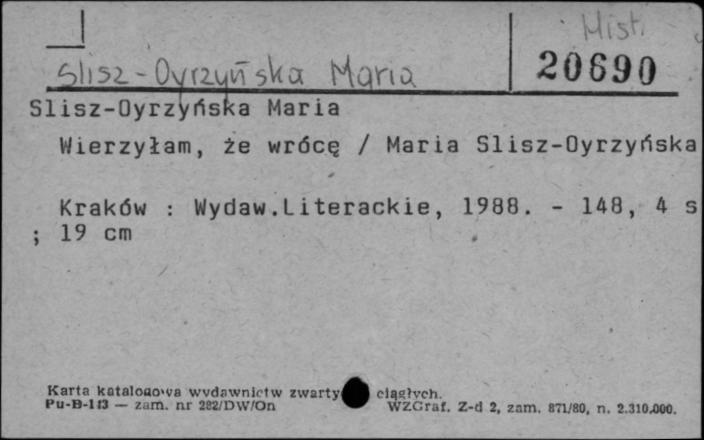 Hist.
Slisz-Oyrzyńska Maria
20690
Slisz-Oyrzyńska Maria
Wierzyłam, że wrócę / Maria Slisz-Oyrzyńska
Kraków : Wydaw.Literackie, 1988. - 148, 4 s
; 19 cm
Karta katalogowa wydawnictw zwarty ciągłych.
Pu-B-113 — zam. nr 282/DW/On
WZGraf. Z-d 2, zam. 871/80, n. 2.310.000.